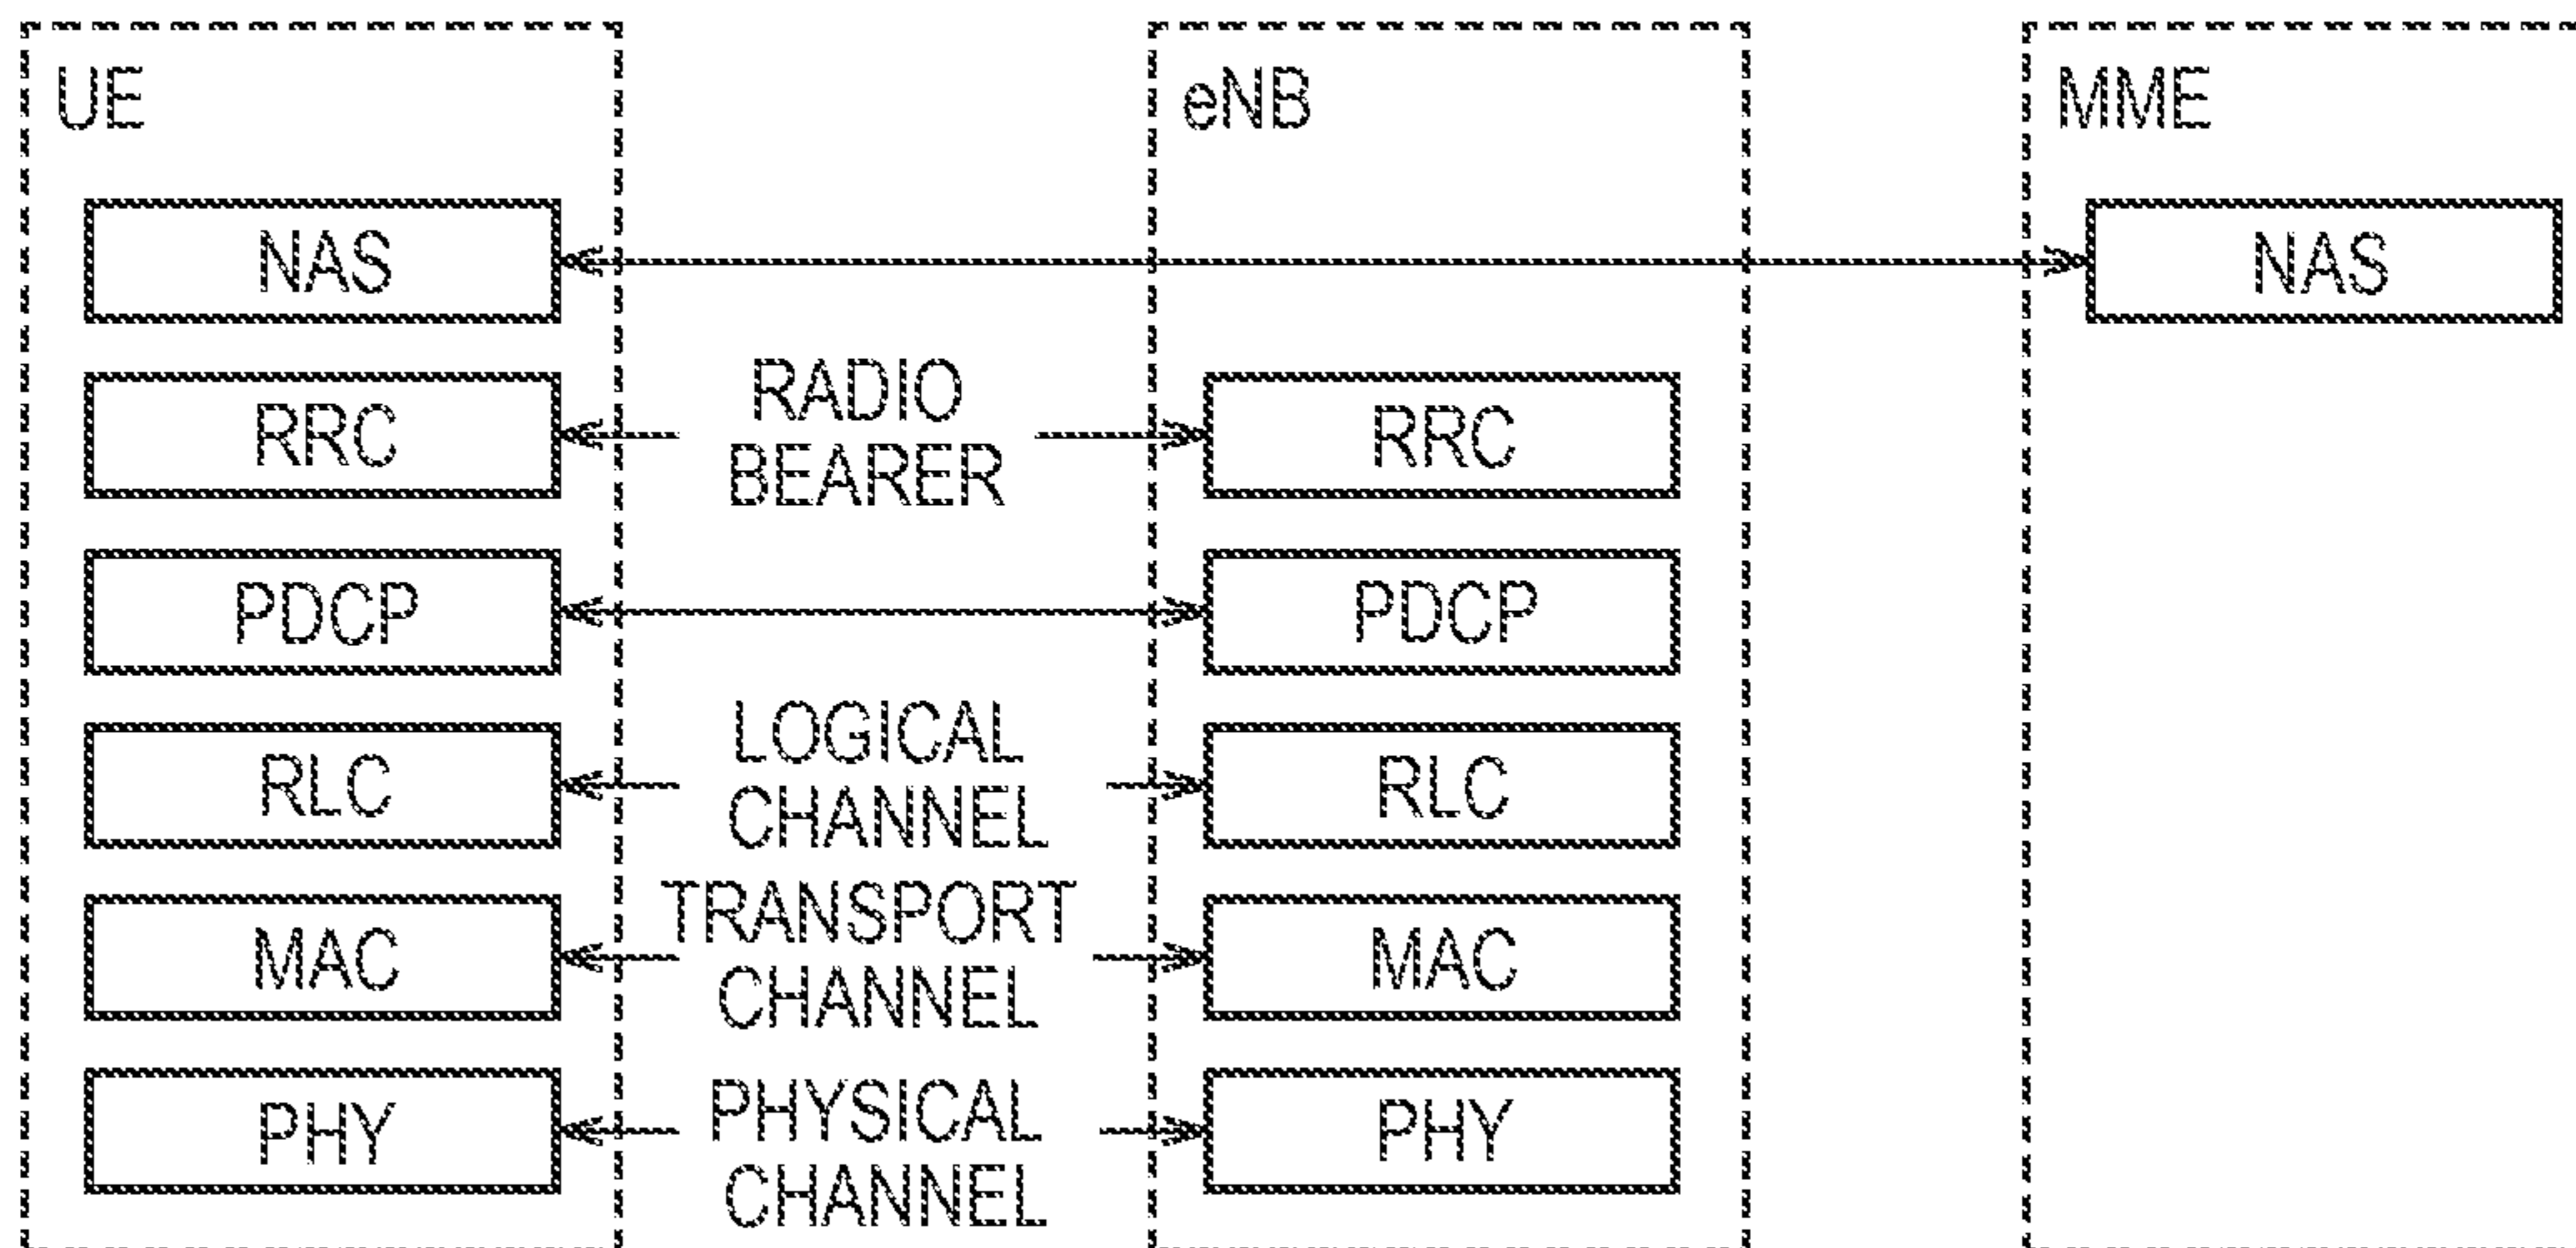 UE
eNB
MME
NAS
NAS
RRC
RADIO
BEARER
RRC
PDCP
PDCP
RLC
LOGICAL
CHANNEL
RLC
MAC
TRANSPORT
CHANNEL
MAC
PHY
PHYSICAL
CHANNEL
PHY